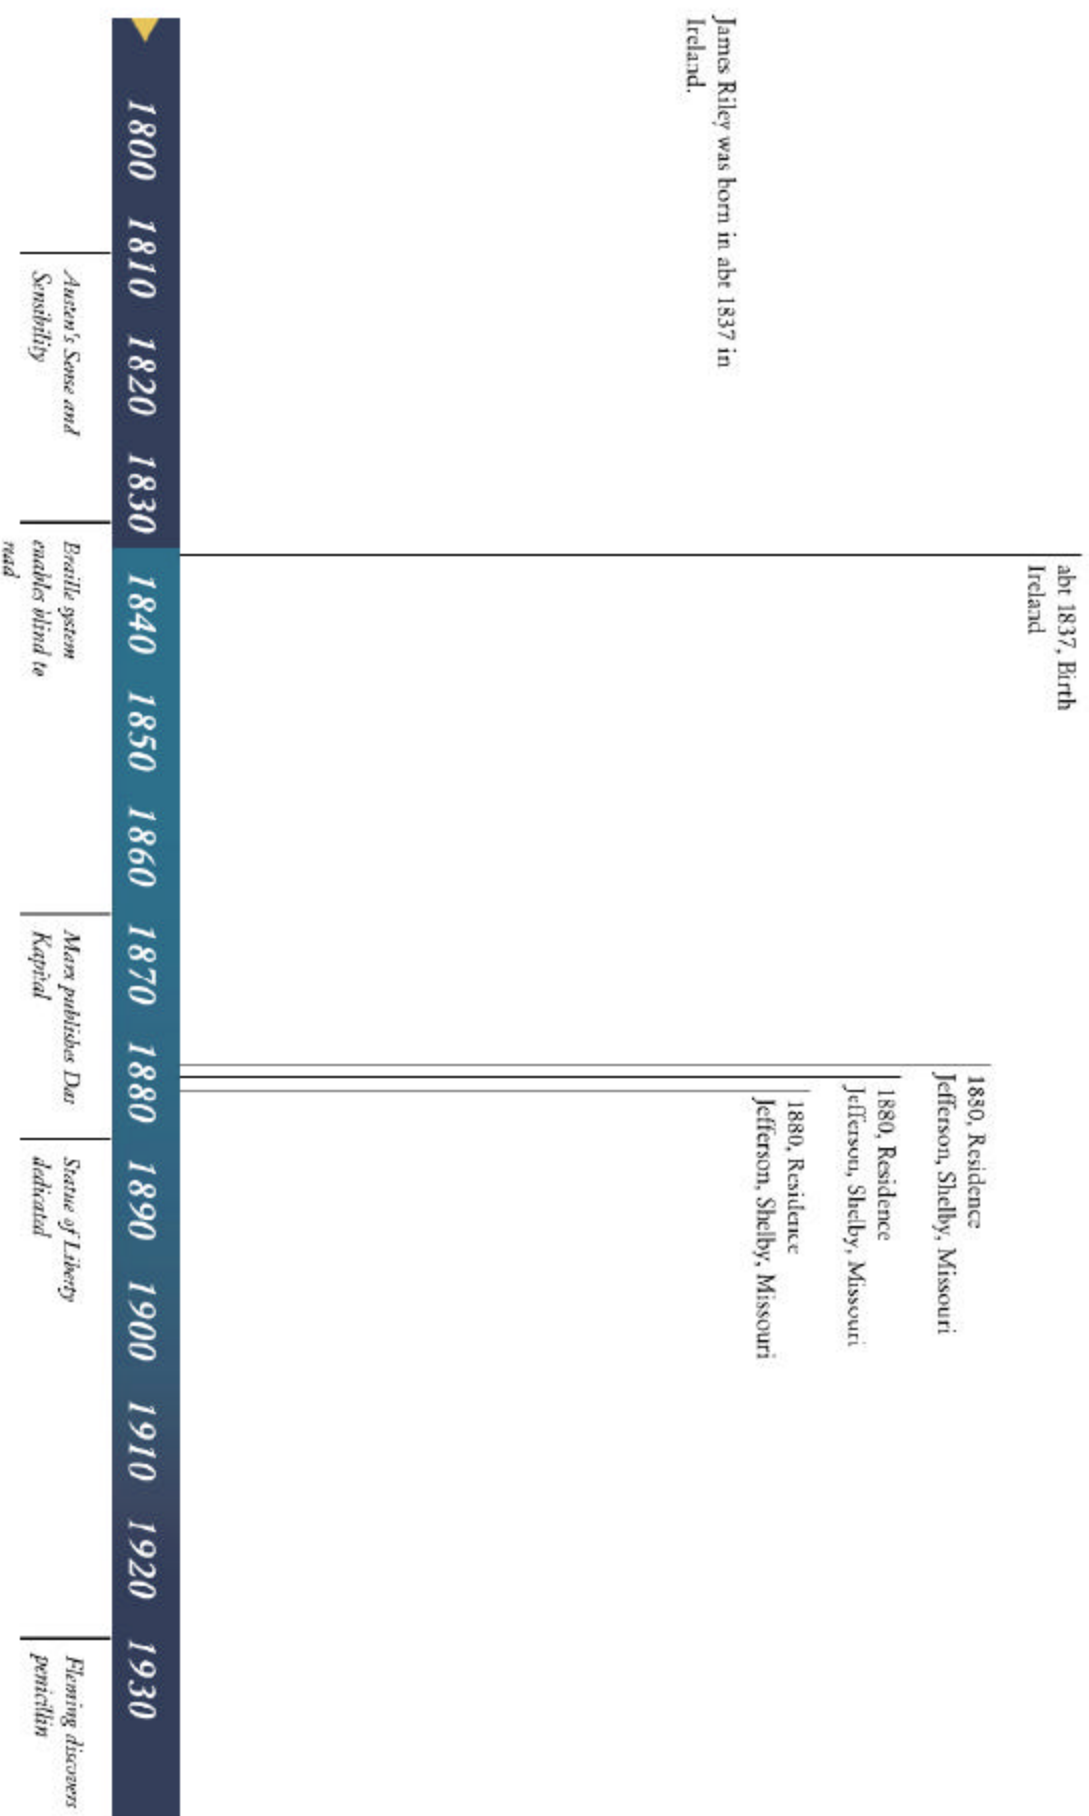 James Riley was born in abt 1837 in
Ireland.
abt 1837, Birth
Ireland
1880, Residence
Jefferson, Shelby, Missouri
1880, Residence
Jefferson, Shelby, Missouri
1880, Residence
Jefferson, Shelby, Missouri
1800 1810 1820 1830 1840 1850 1860 1870 1880 1890 1900 1910 1920 1930
Austen's Sense and
Sensibility
Braille system
enables blind to
read
Marx publishes Das
Kapital
Statue of Liberty
dedicated
Fleming discovers
penicillin